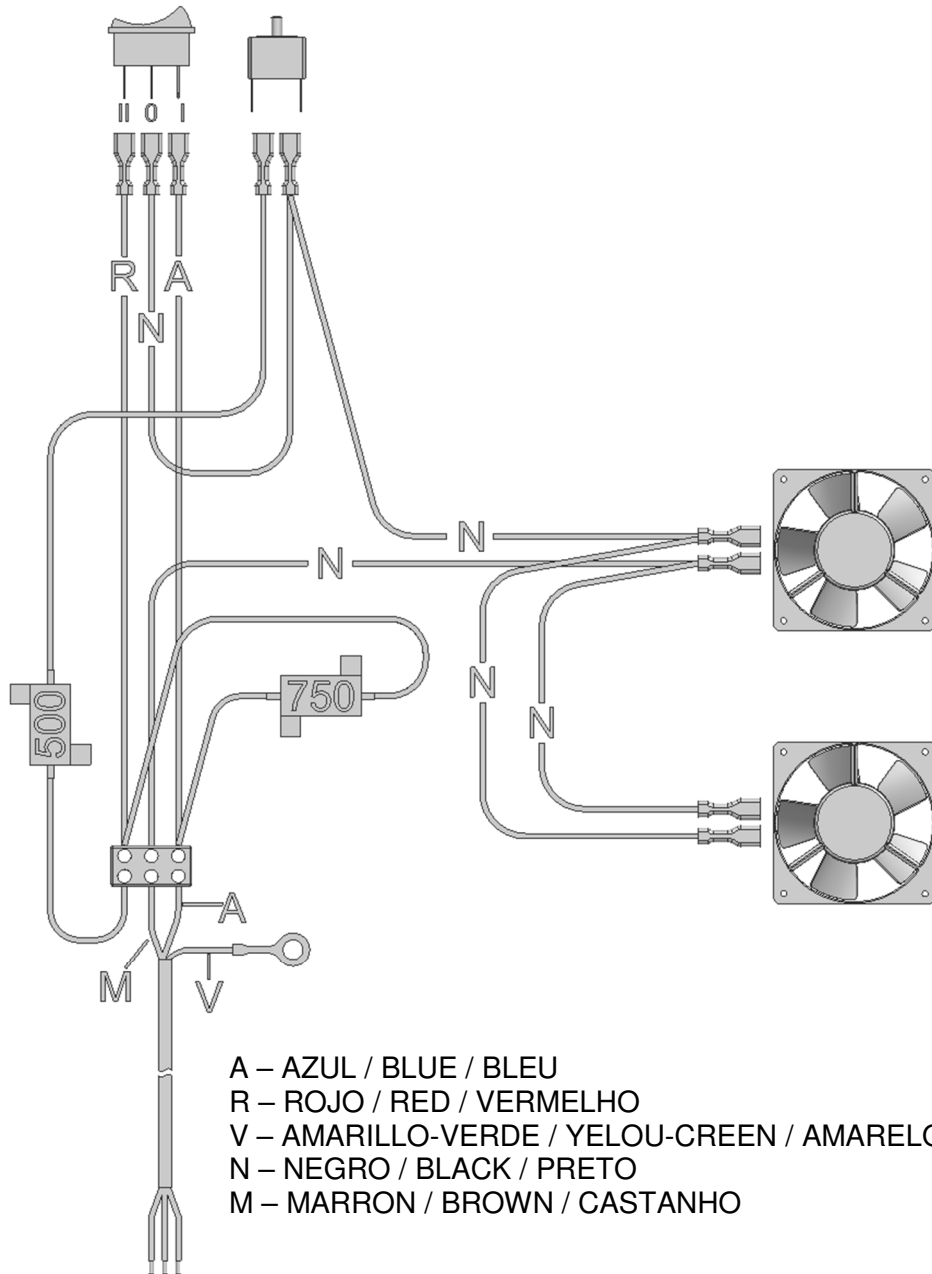 II 0 I
R A
N
N
N
500
750
N
N
A
M
V
A – AZUL / BLUE / BLEU
R – ROJO / RED / VERMELHO
V – AMARILLO-VERDE / YELOU-CREEN / AMARELO
N – NEGRO / BLACK / PRETO
M – MARRON / BROWN / CASTANHO